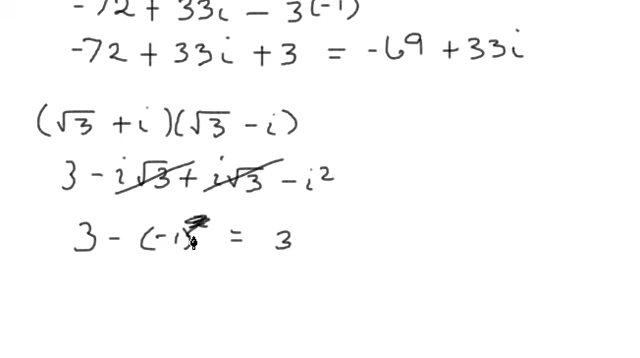 -72 + 33i - 3(-1)
-72 + 33i + 3 = -69 + 33i
(√3 + i)(√3 - i)
3 - i√3 + i√3 - i²
3 - (-1) = 3